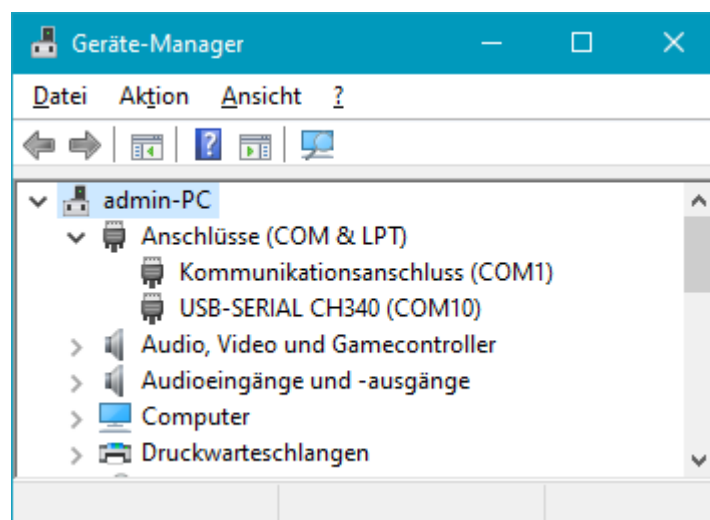 Geräte-Manager
Datei Aktion Ansicht ?
admin-PC
Anschlüsse (COM & LPT)
Kommunikationsanschluss (COM1)
USB-SERIAL CH340 (COM10)
Audio, Video und Gamecontroller
Audioeingänge und -ausgänge
Computer
Druckwarteschlangen